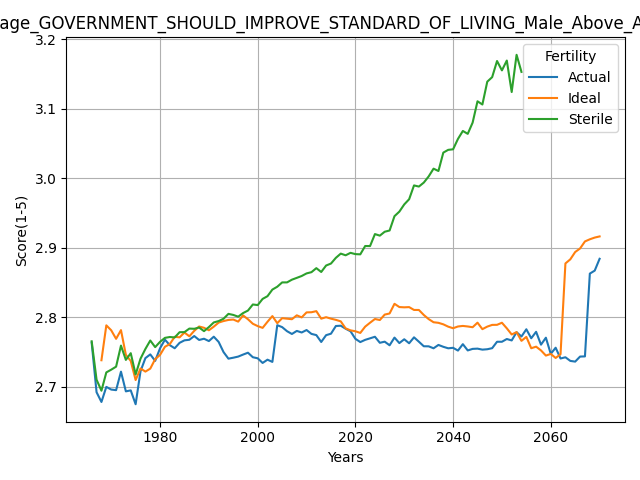 age_GOVERNMENT_SHOULD_IMPROVE_STANDARD_OF_LIVING_Male_Above_A
Fertility
Actual
Ideal
Sterile
Score(1-5)
3.2
3.1
3.0
2.9
2.8
2.7
1980 2000 2020 2040 2060
Years